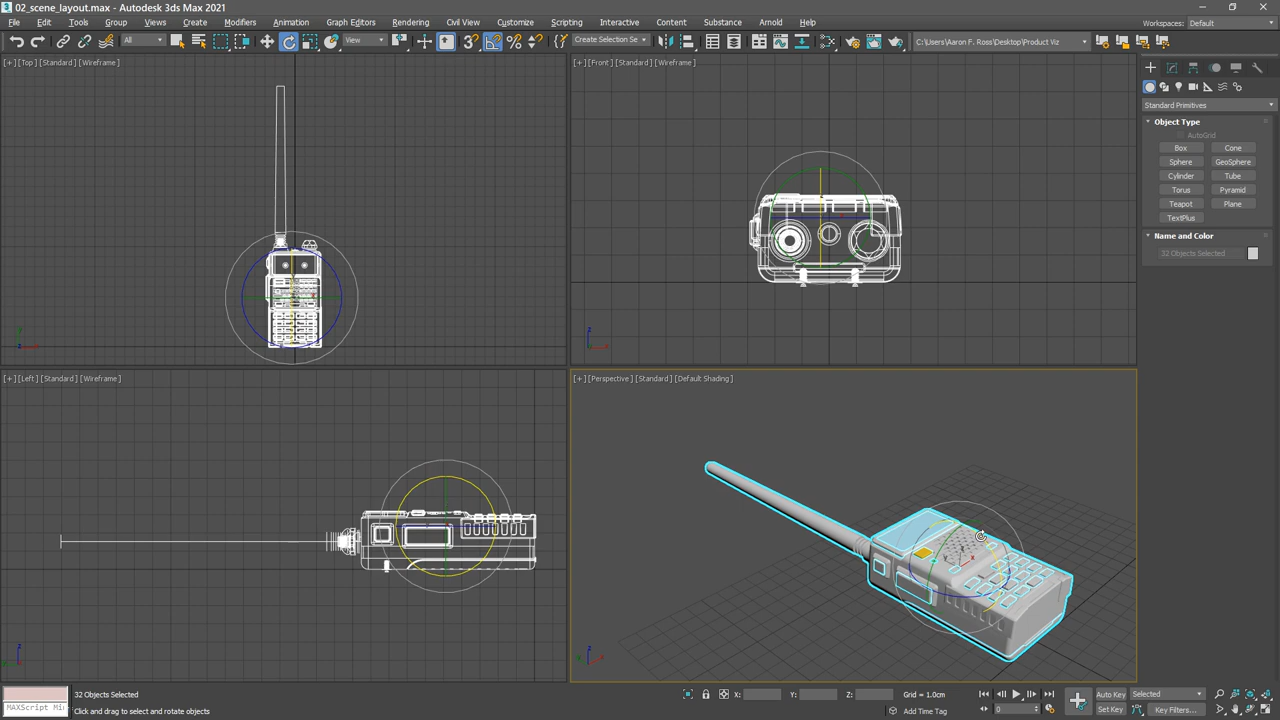 02_scene_layout.max - Autodesk 3ds Max 2021
File Edit Tools Group Views Create Modifiers Animation Graph Editors Rendering Civil View Customize Scripting Interactive Content Substance Arnold Help
Workspaces: Default
All
View
Create Selection Se
C:\Users\Aaron F. Ross\Desktop\Product Viz
[+] [Top] [Standard] [Wireframe]
[+] [Front] [Standard] [Wireframe]
Standard Primitives
Object Type
AutoGrid
Box Cone
Sphere GeoSphere
Cylinder Tube
Torus Pyramid
Teapot Plane
TextPlus
Name and Color
32 Objects Selected
[+] [Left] [Standard] [Wireframe]
[+] [Perspective] [Standard] [Default Shading]
MAXScript Mi
32 Objects Selected
Click and drag to select and rotate objects
X: Y: Z: Grid = 1.0cm
Add Time Tag
0
Auto Key Selected
Set Key Key Filters...